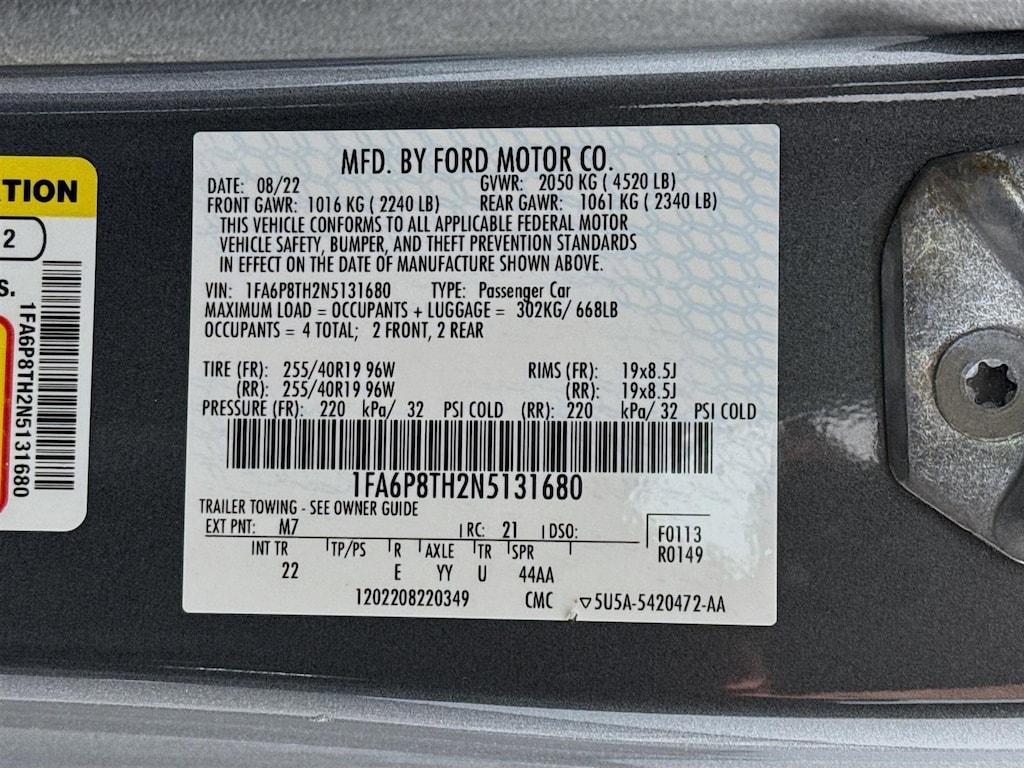 MFD. BY FORD MOTOR CO.
DATE: 08/22 GVWR: 2050 KG ( 4520 LB)
FRONT GAWR: 1016 KG ( 2240 LB) REAR GAWR: 1061 KG ( 2340 LB)
THIS VEHICLE CONFORMS TO ALL APPLICABLE FEDERAL MOTOR
VEHICLE SAFETY, BUMPER, AND THEFT PREVENTION STANDARDS
IN EFFECT ON THE DATE OF MANUFACTURE SHOWN ABOVE.
VIN: 1FA6P8TH2N5131680 TYPE: Passenger Car
MAXIMUM LOAD = OCCUPANTS + LUGGAGE = 302KG/ 668LB
OCCUPANTS = 4 TOTAL; 2 FRONT, 2 REAR
TIRE (FR): 255/40R19 96W RIMS (FR): 19x8.5J
(RR): 255/40R19 96W (RR): 19x8.5J
PRESSURE (FR): 220 kPa/ 32 PSI COLD (RR): 220 kPa/ 32 PSI COLD
1FA6P8TH2N5131680
TRAILER TOWING - SEE OWNER GUIDE
EXT PNT: M7 RC: 21 DSO: F0113
R0149
INT TR TP/PS R AXLE TR SPR
22 E YY U 44AA
1202208220349 CMC ▽5U5A-5420472-AA
ATION
2
S.
1FA6P8TH2N5131680